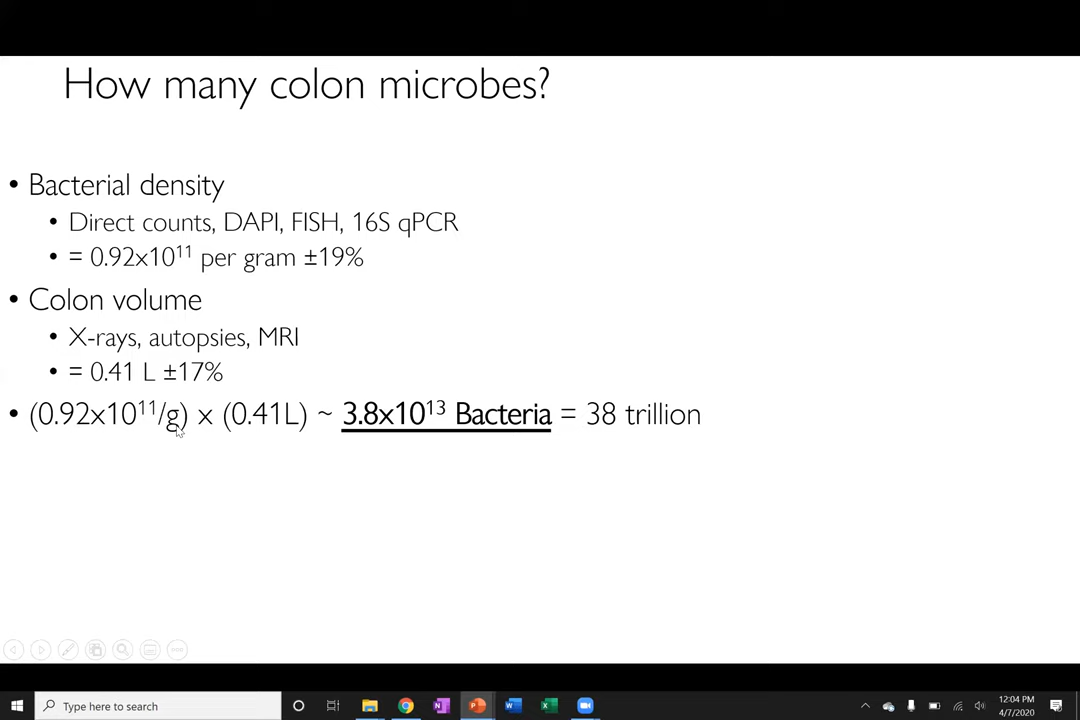 How many colon microbes?
• Bacterial density
• Direct counts, DAPI, FISH, 16S qPCR
• = 0.92x10¹¹ per gram ±19%
• Colon volume
• X-rays, autopsies, MRI
• = 0.41 L ±17%
• (0.92x10¹¹/g) x (0.41L) ~ 3.8x10¹³ Bacteria = 38 trillion
Type here to search
12:04 PM
4/7/2020